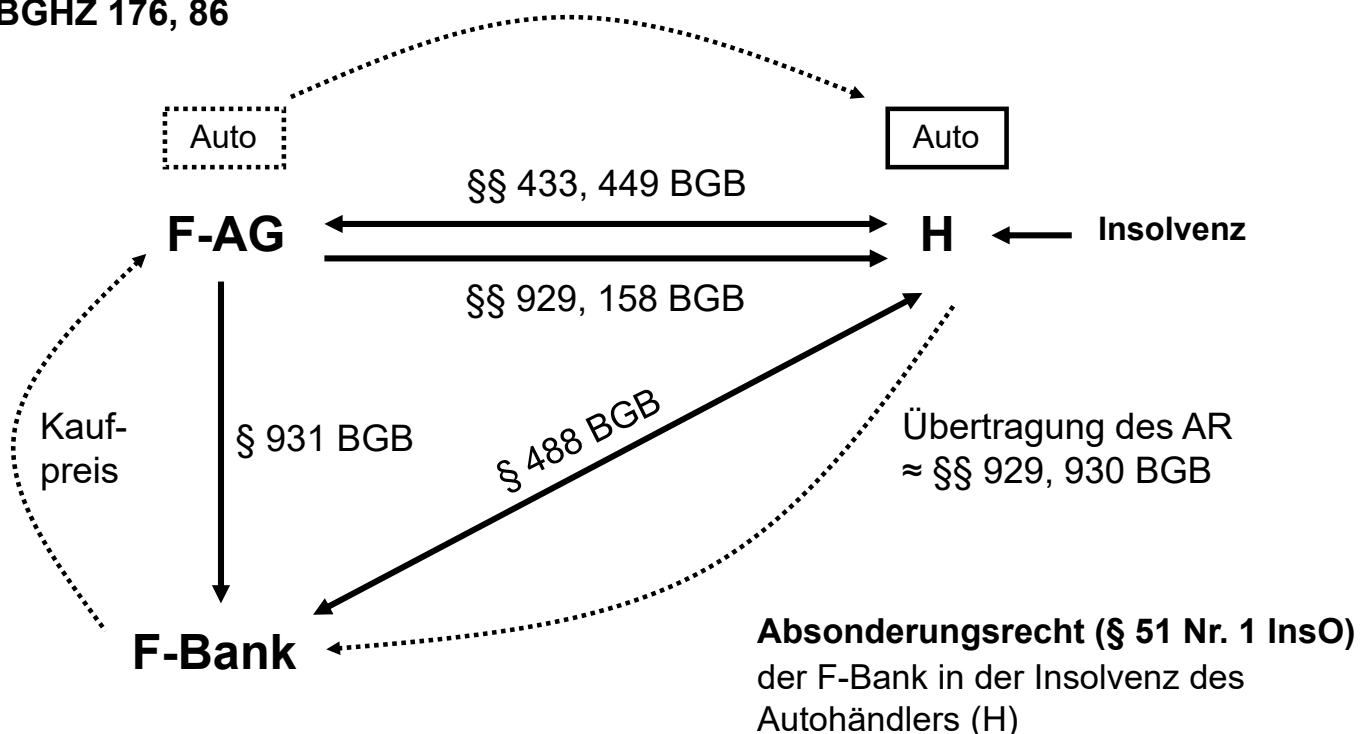 BGHZ 176, 86
Auto
Auto
§§ 433, 449 BGB
F-AG
H
Insolvenz
§§ 929, 158 BGB
Kauf-
preis
§ 931 BGB
§ 488 BGB
Übertragung des AR
≈ §§ 929, 930 BGB
F-Bank
Absonderungsrecht (§ 51 Nr. 1 InsO)
der F-Bank in der Insolvenz des
Autohändlers (H)